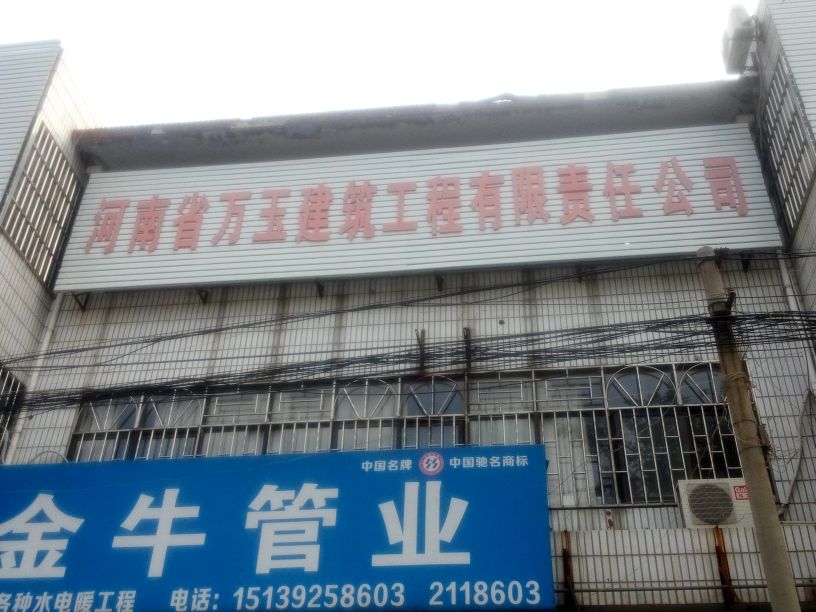 河南省万玉建筑工程有限责任公司
中国名牌 中国驰名商标
金牛管业
各种水电暖工程 电话: 15139258603 2118603